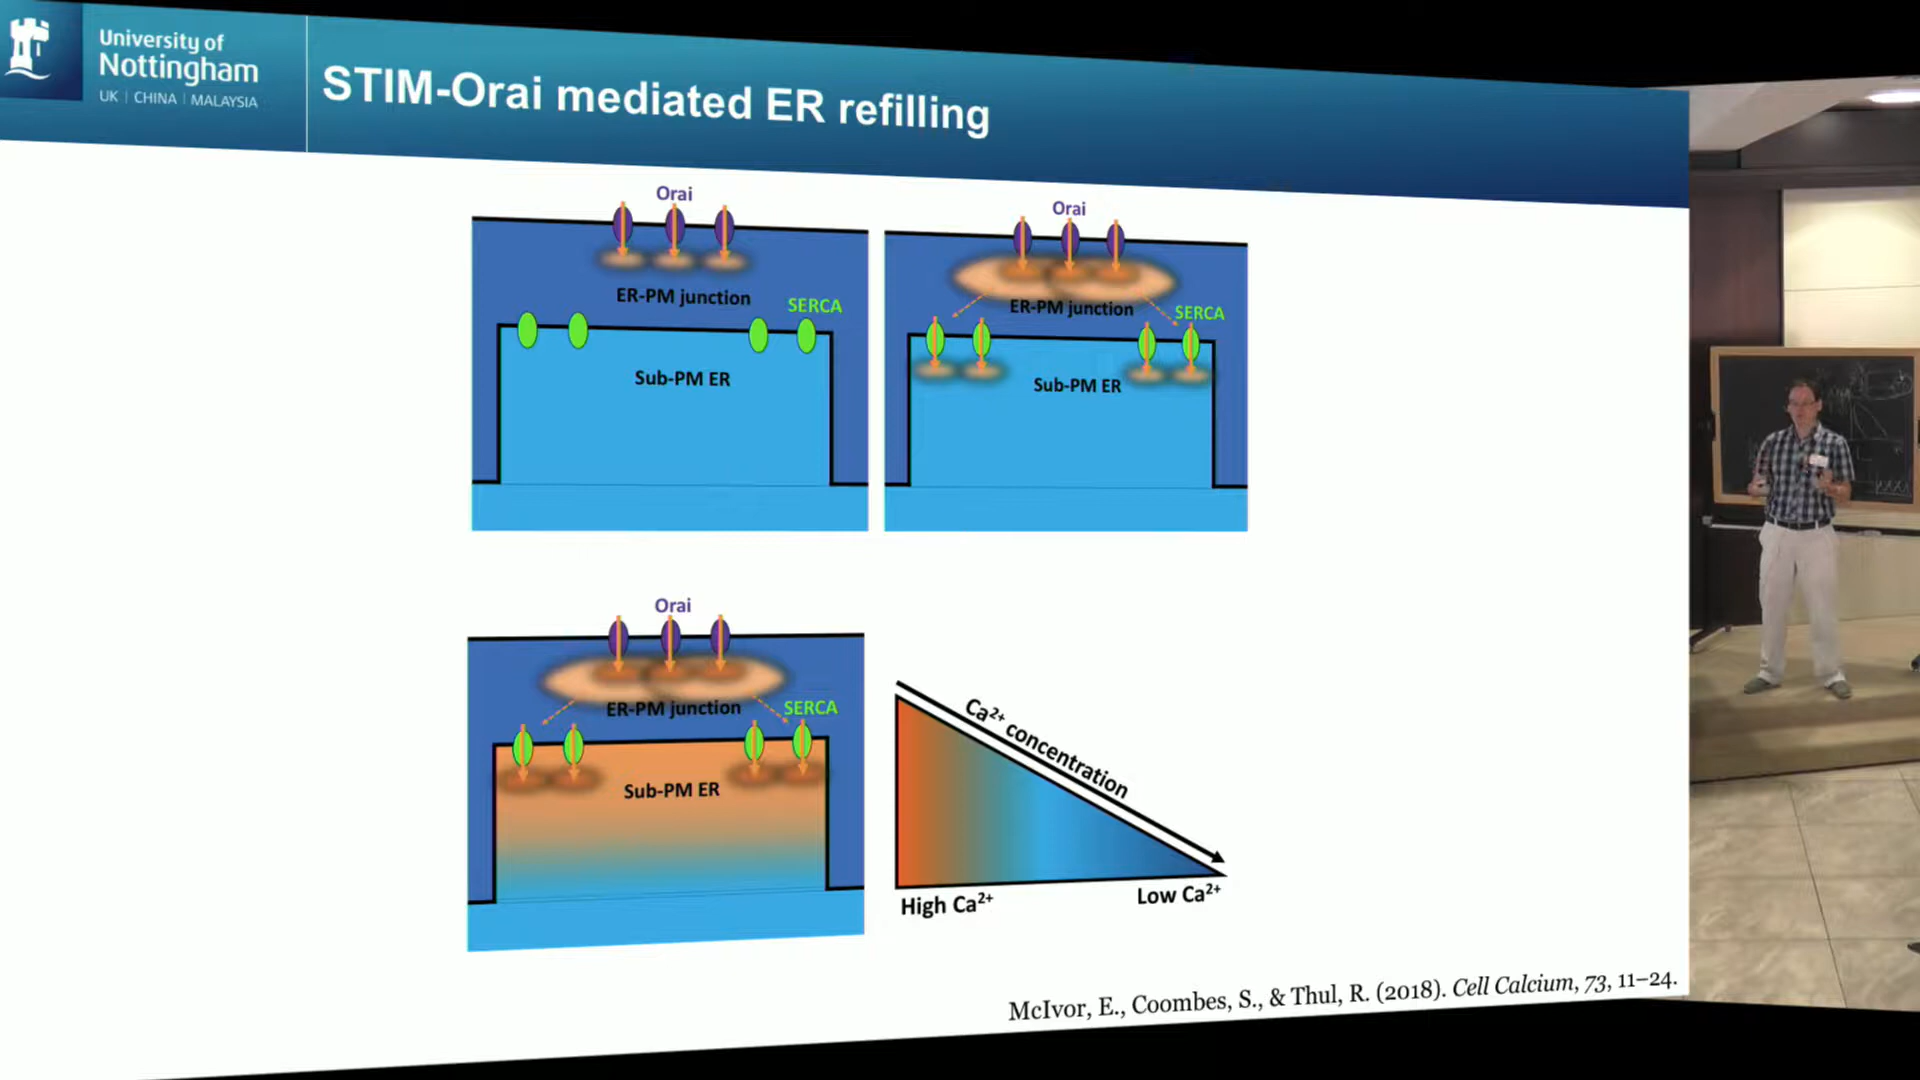 University of
Nottingham
UK | CHINA | MALAYSIA
STIM-Orai mediated ER refilling
Orai
ER-PM junction
SERCA
Sub-PM ER
Orai
ER-PM junction
SERCA
Sub-PM ER
Orai
ER-PM junction
SERCA
Sub-PM ER
Ca²⁺ concentration
High Ca²⁺
Low Ca²⁺
McIvor, E., Coombes, S., & Thul, R. (2018). Cell Calcium, 73, 11–24.